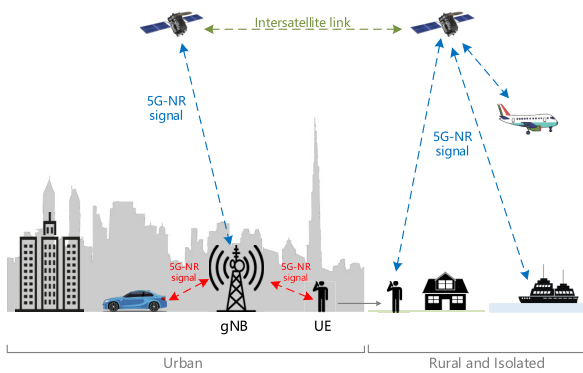 Intersatellite link
5G-NR
signal
5G-NR
signal
5G-NR
signal
5G-NR
signal
gNB
UE
Urban
Rural and Isolated